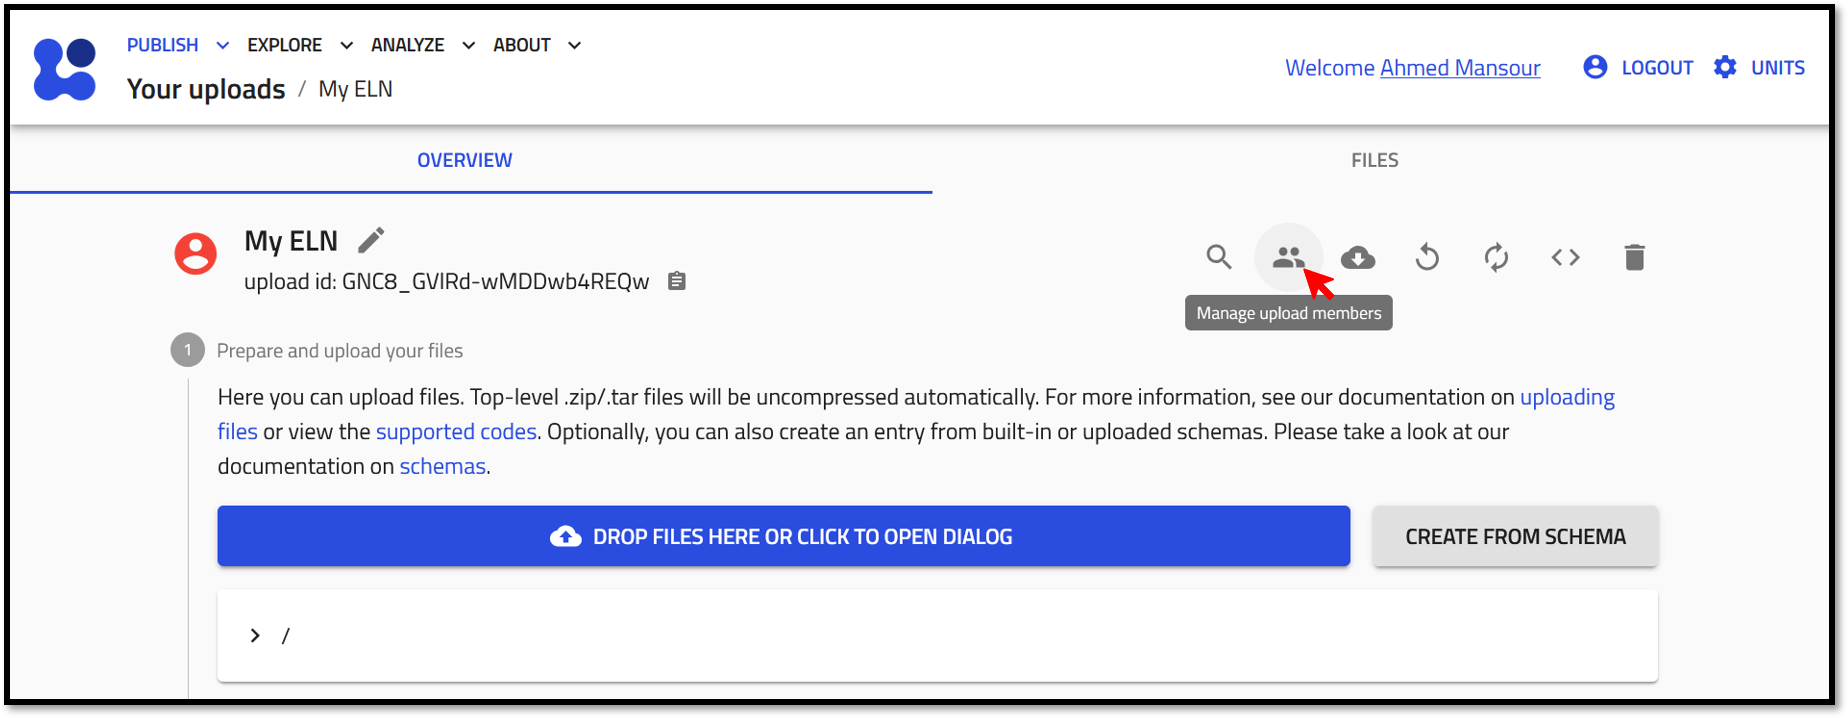 PUBLISH EXPLORE ANALYZE ABOUT
Your uploads / My ELN
Welcome Ahmed Mansour LOGOUT UNITS
OVERVIEW FILES
My ELN
upload id: GNC8_GVIRd-wMDDwb4REQw
Manage upload members
1 Prepare and upload your files
Here you can upload files. Top-level .zip/.tar files will be uncompressed automatically. For more information, see our documentation on uploading
files or view the supported codes. Optionally, you can also create an entry from built-in or uploaded schemas. Please take a look at our
documentation on schemas.
DROP FILES HERE OR CLICK TO OPEN DIALOG CREATE FROM SCHEMA
/